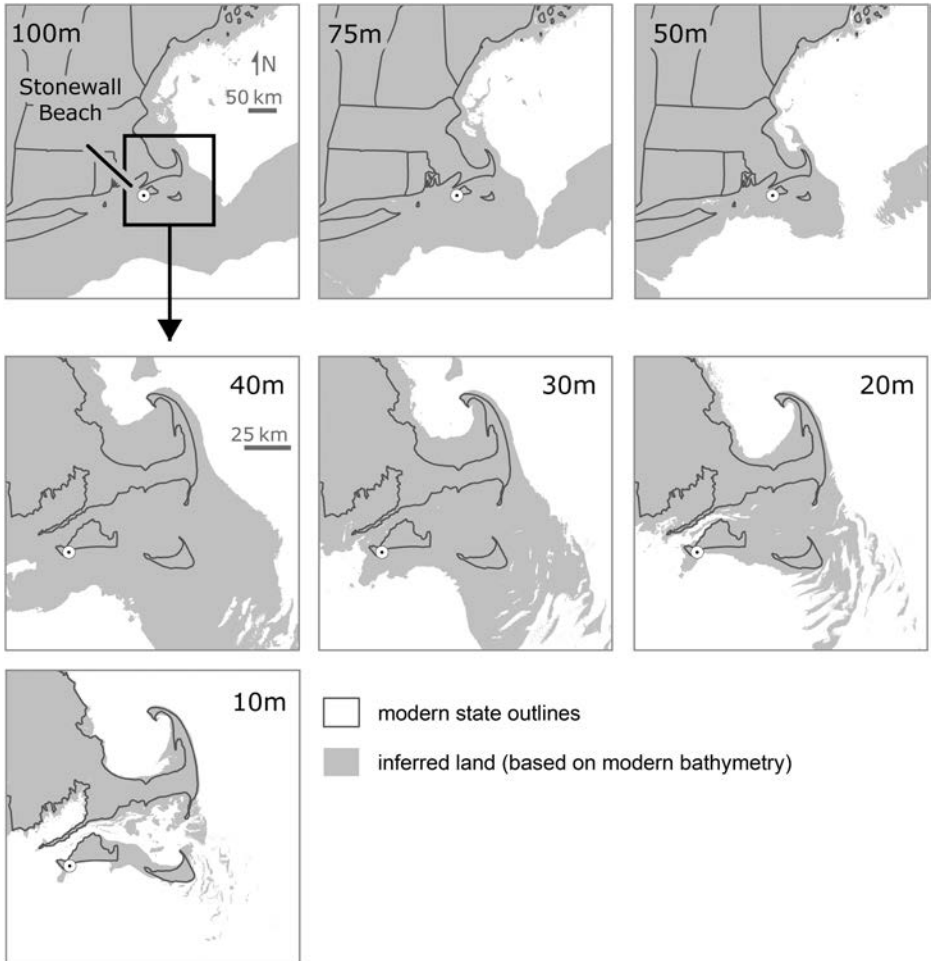 100m
N
50 km
Stonewall
Beach
75m
50m
40m
25 km
30m
20m
10m
modern state outlines
inferred land (based on modern bathymetry)